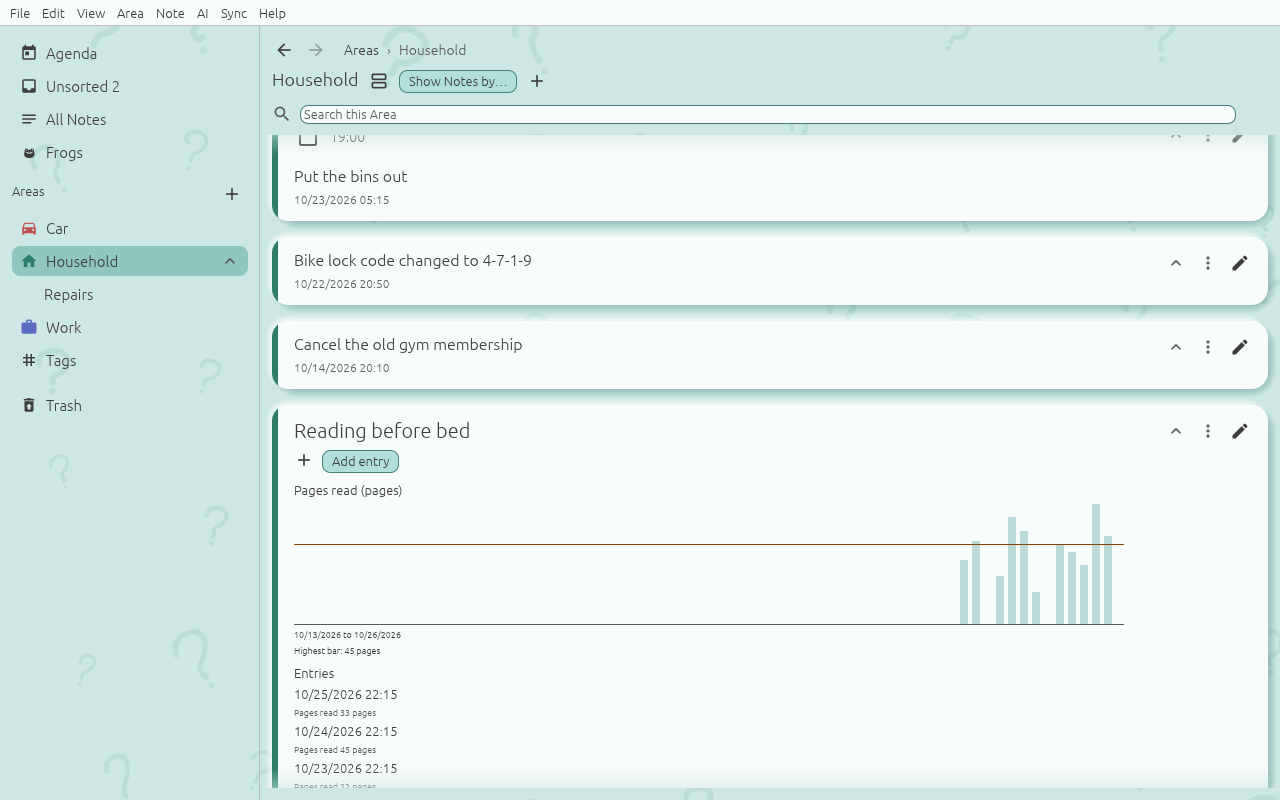 File Edit View Area Note AI Sync Help
Agenda
Unsorted 2
All Notes
Frogs
Areas
Car
Household
Repairs
Work
Tags
Trash
Areas › Household
Household Show Notes by...
Search this Area
19:00
Put the bins out
10/23/2026 05:15
Bike lock code changed to 4-7-1-9
10/22/2026 20:50
Cancel the old gym membership
10/14/2026 20:10
Reading before bed
Add entry
Pages read (pages)
10/13/2026 to 10/26/2026
Highest bar: 45 pages
Entries
10/25/2026 22:15
Pages read 33 pages
10/24/2026 22:15
Pages read 45 pages
10/23/2026 22:15
Pages read 22 pages